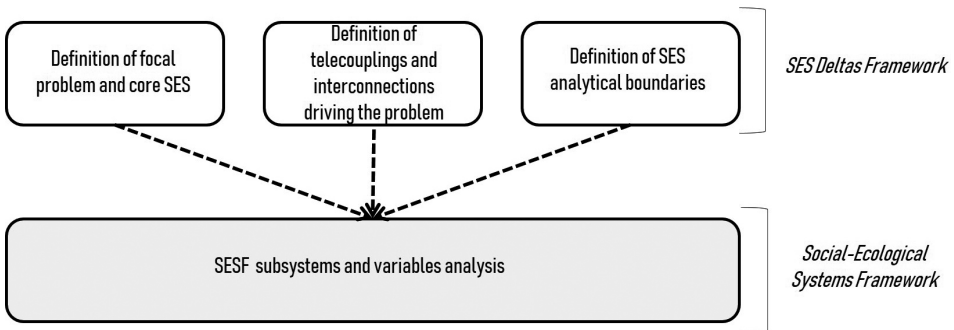 Definition of focal
problem and core SES
Definition of
telecouplings and
interconnections
driving the problem
Definition of SES
analytical boundaries
SES Deltas Framework
SESF subsystems and variables analysis
Social-Ecological
Systems Framework